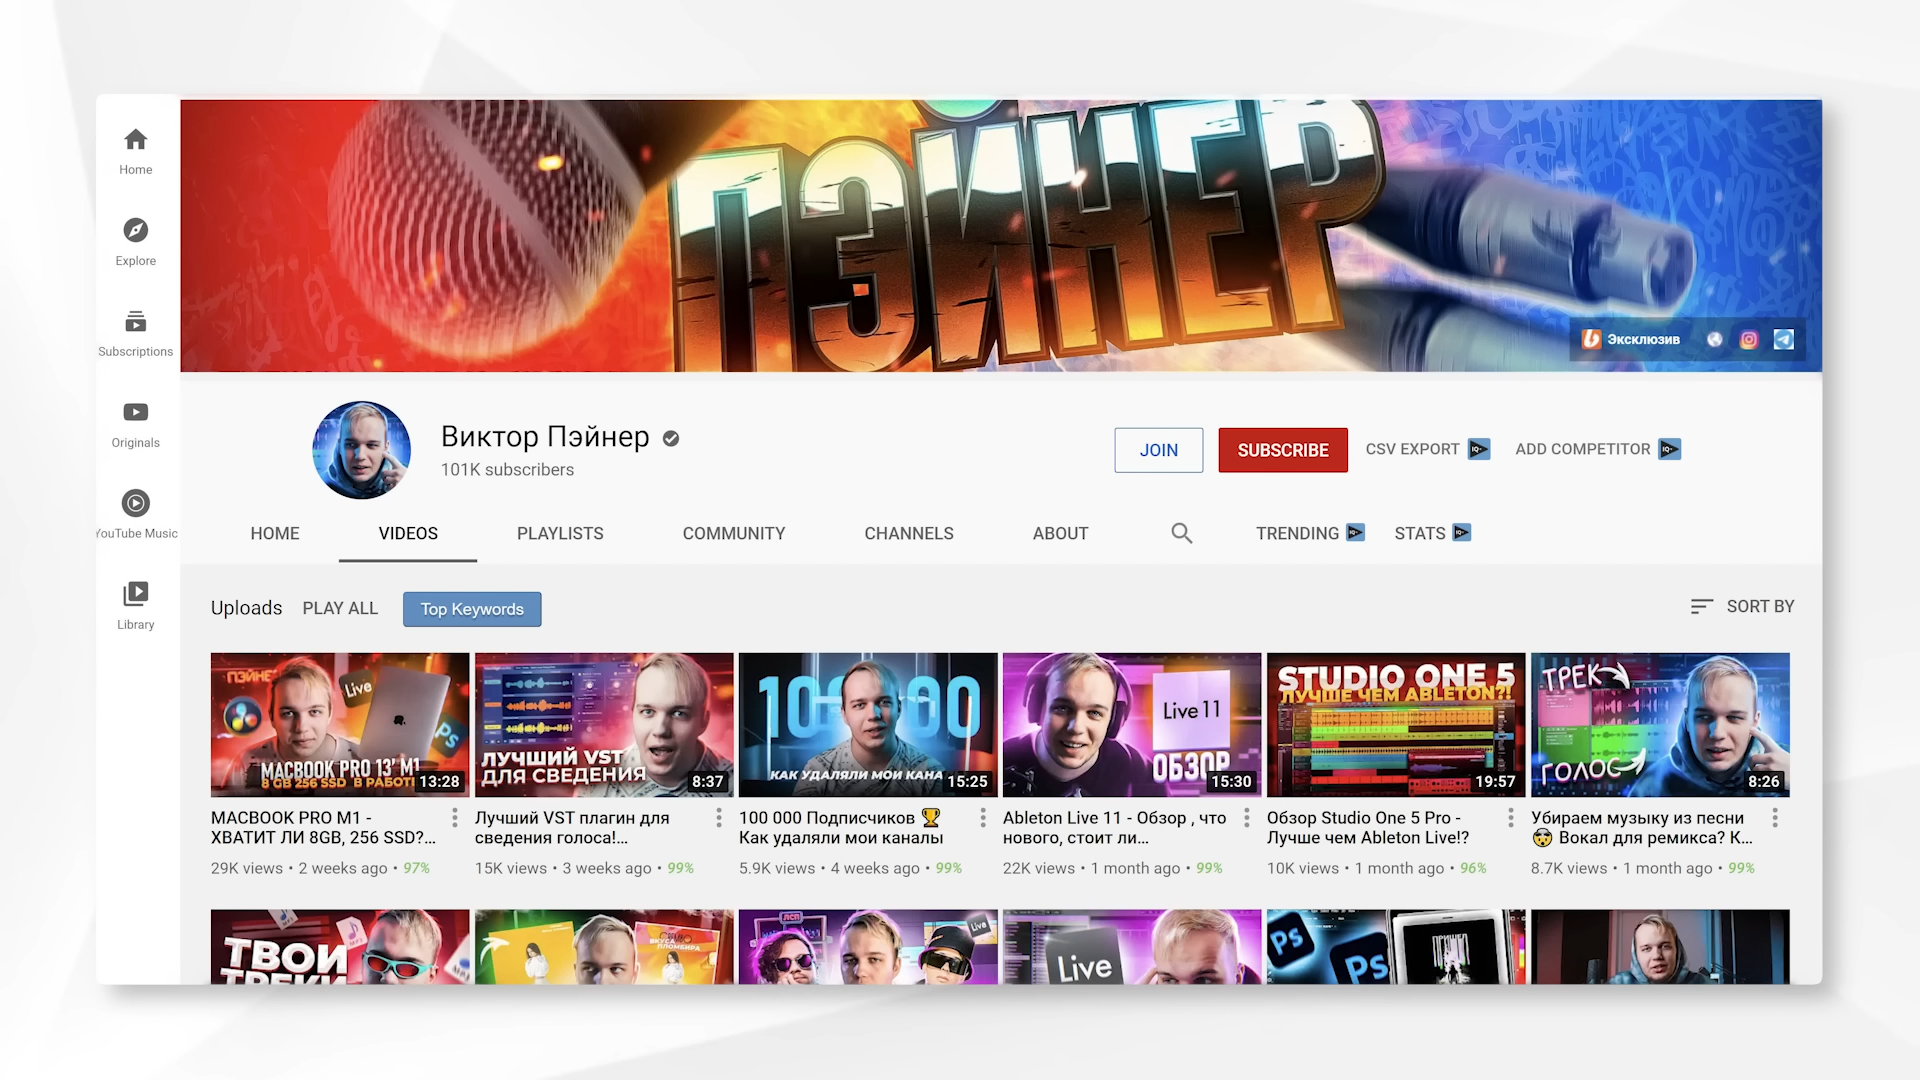 ПЭЙНЕР
Эксклюзив
Home
Explore
Subscriptions
Originals
YouTube Music
Library
Виктор Пэйнер
101K subscribers
JOIN
SUBSCRIBE
CSV EXPORT
ADD COMPETITOR
HOME
VIDEOS
PLAYLISTS
COMMUNITY
CHANNELS
ABOUT
TRENDING
STATS
Uploads
PLAY ALL
Top Keywords
SORT BY
Live
Ps
MACBOOK PRO 13' M1
8 GB 256 SSD В РАБОТ
13:28
ЛУЧШИЙ VST
ДЛЯ СВЕДЕНИЯ
8:37
КАК УДАЛЯЛИ МОИ КАНА
15:25
Live 11
ОБЗОР
15:30
STUDIO ONE 5
ЛУЧШЕ ЧЕМ ABLETON?!
19:57
ТРЕК
ГОЛОС
8:26
MACBOOK PRO M1 -
ХВАТИТ ЛИ 8GB, 256 SSD?...
29K views • 2 weeks ago • 97%
Лучший VST плагин для
сведения голоса!...
15K views • 3 weeks ago • 99%
100 000 Подписчиков 🏆
Как удаляли мои каналы
5.9K views • 4 weeks ago • 99%
Ableton Live 11 - Обзор , что
нового, стоит ли...
22K views • 1 month ago • 99%
Обзор Studio One 5 Pro -
Лучше чем Ableton Live!?
10K views • 1 month ago • 96%
Убираем музыку из песни
🤯 Вокал для ремикса? К...
8.7K views • 1 month ago • 99%
ТВОИ
ТРЕКИ
ЛСП
Live
Live
Ps
Ps